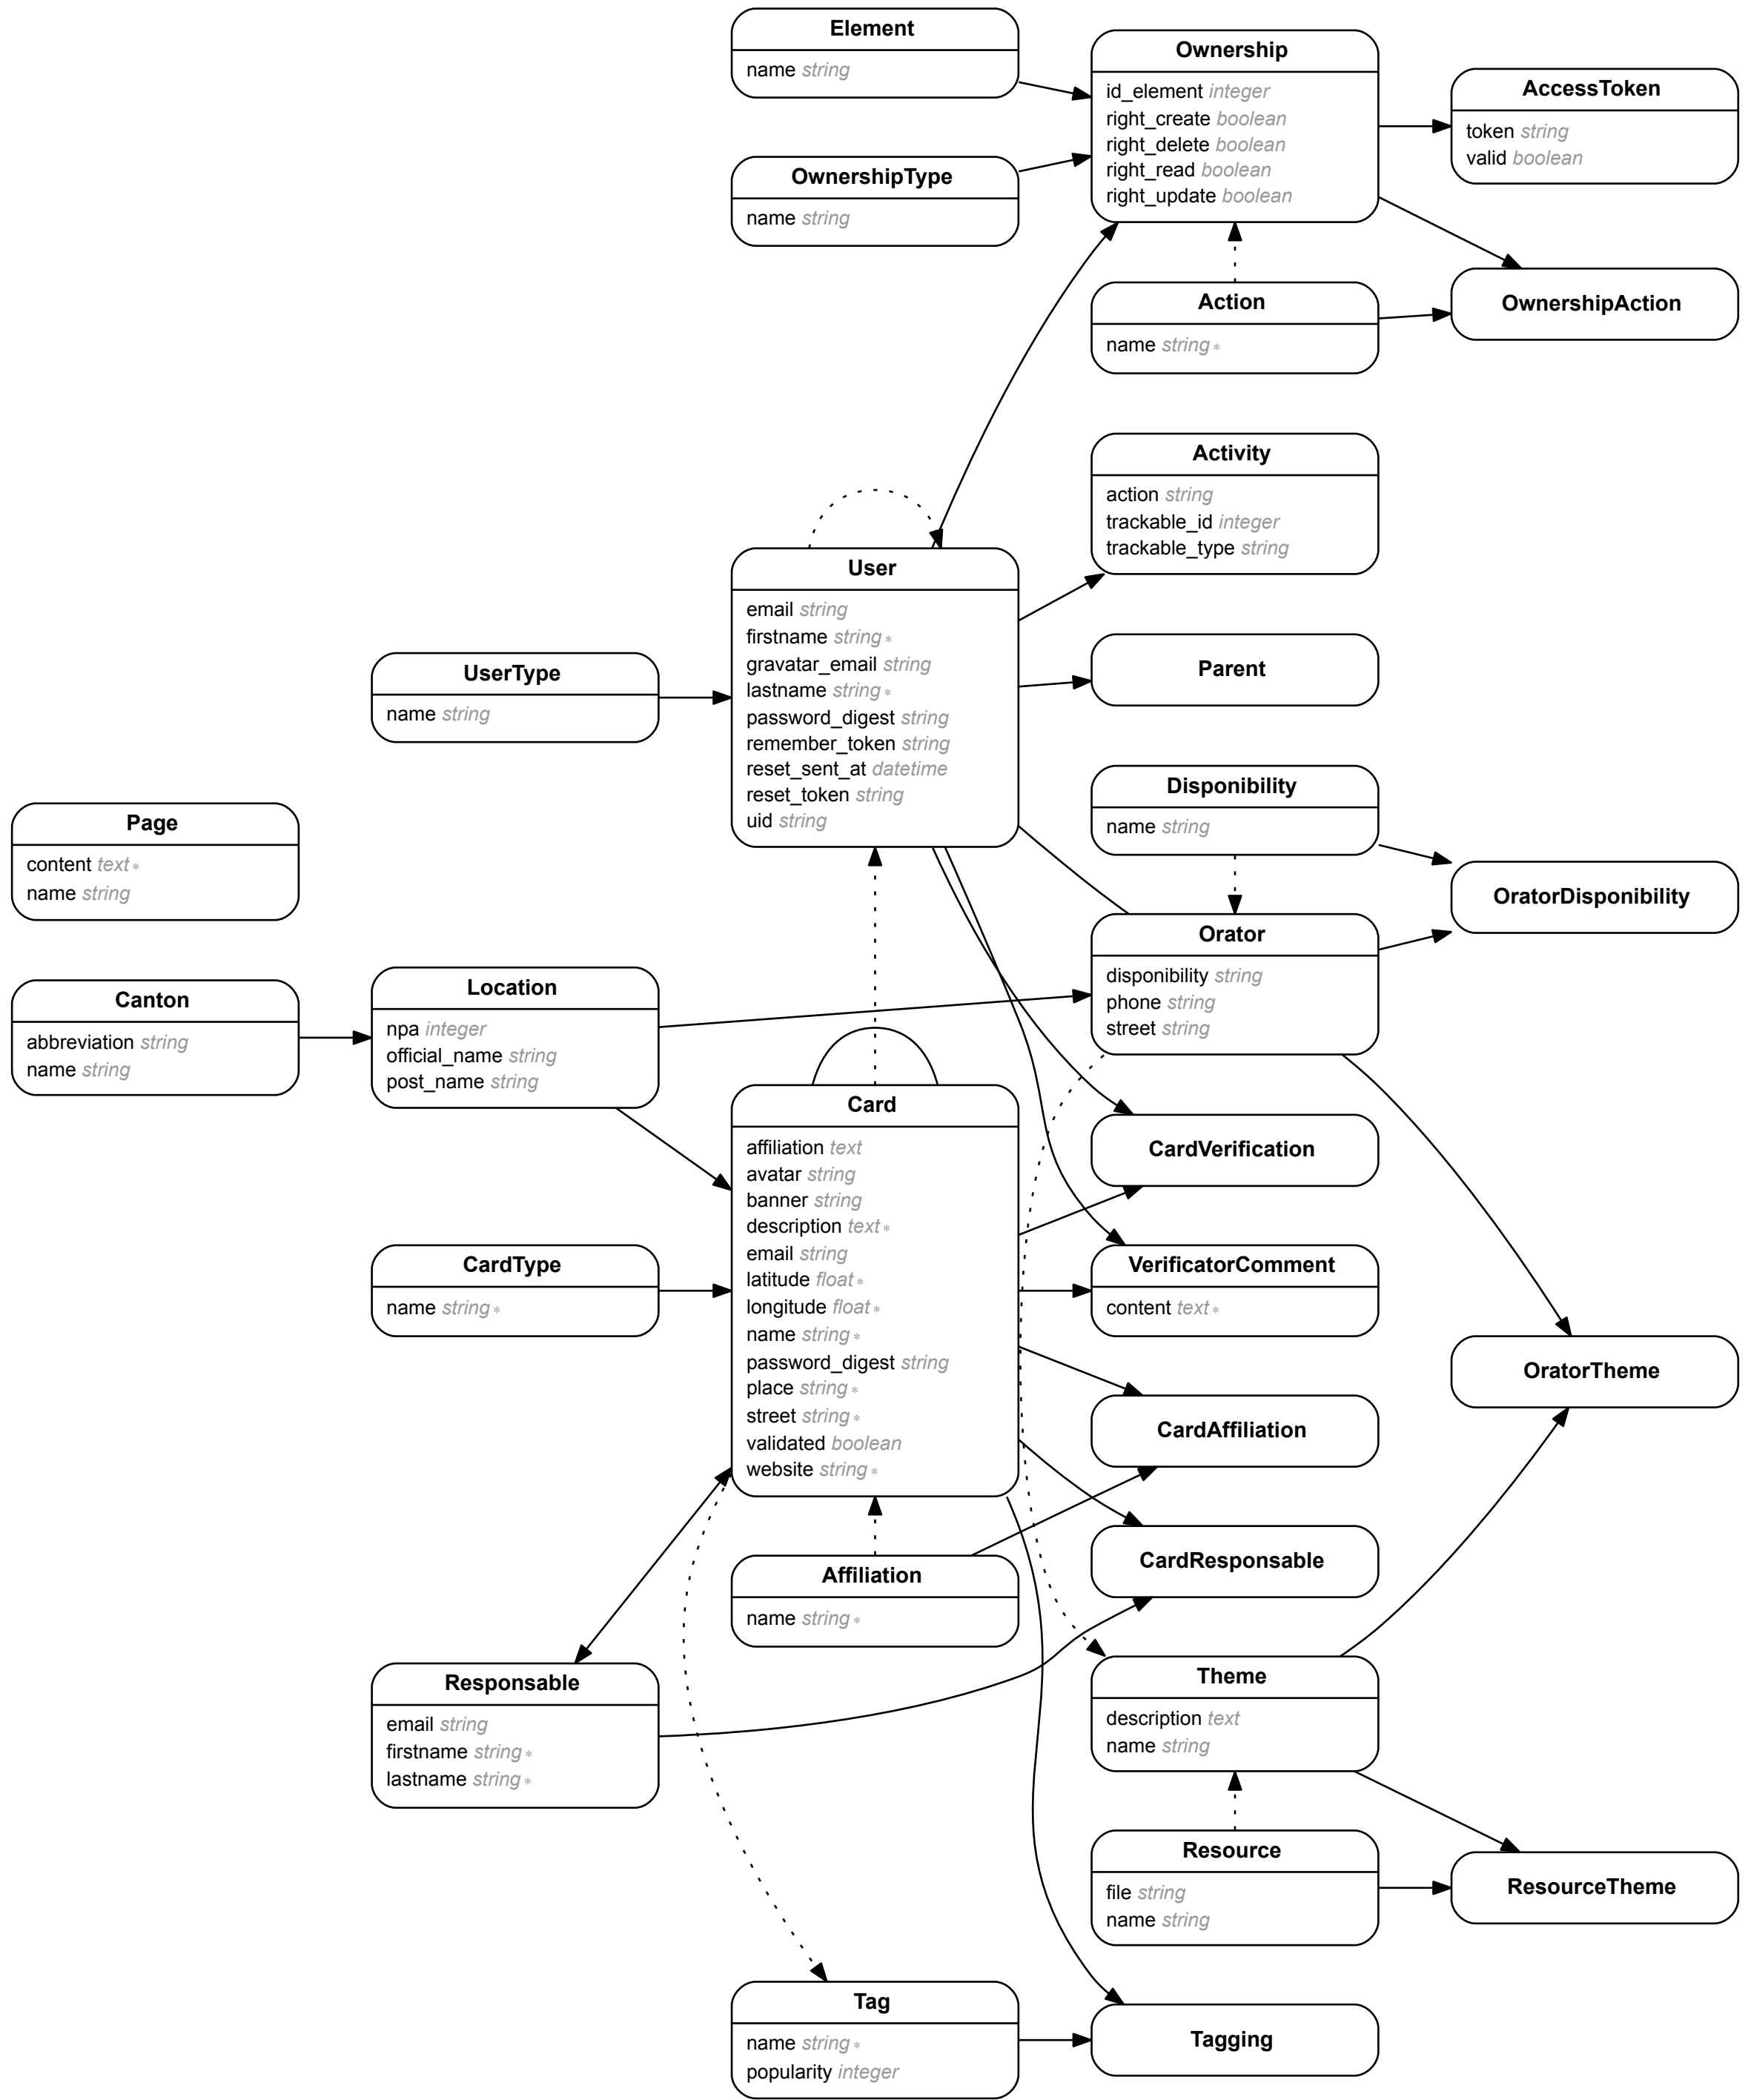 Element
name string
OwnershipType
name string
Ownership
id_element integer
right_create boolean
right_delete boolean
right_read boolean
right_update boolean
AccessToken
token string
valid boolean
Action
name string *
OwnershipAction
Activity
action string
trackable_id integer
trackable_type string
User
email string
firstname string *
gravatar_email string
lastname string *
password_digest string
remember_token string
reset_sent_at datetime
reset_token string
uid string
UserType
name string
Parent
Disponibility
name string
OratorDisponibility
Page
content text *
name string
Orator
disponibility string
phone string
street string
Canton
abbreviation string
name string
Location
npa integer
official_name string
post_name string
Card
affiliation text
avatar string
banner string
description text *
email string
latitude float *
longitude float *
name string *
password_digest string
place string *
street string *
validated boolean
website string *
CardVerification
CardType
name string *
VerificatorComment
content text *
OratorTheme
CardAffiliation
CardResponsable
Affiliation
name string *
Responsable
email string
firstname string *
lastname string *
Theme
description text
name string
Resource
file string
name string
ResourceTheme
Tag
name string *
popularity integer
Tagging